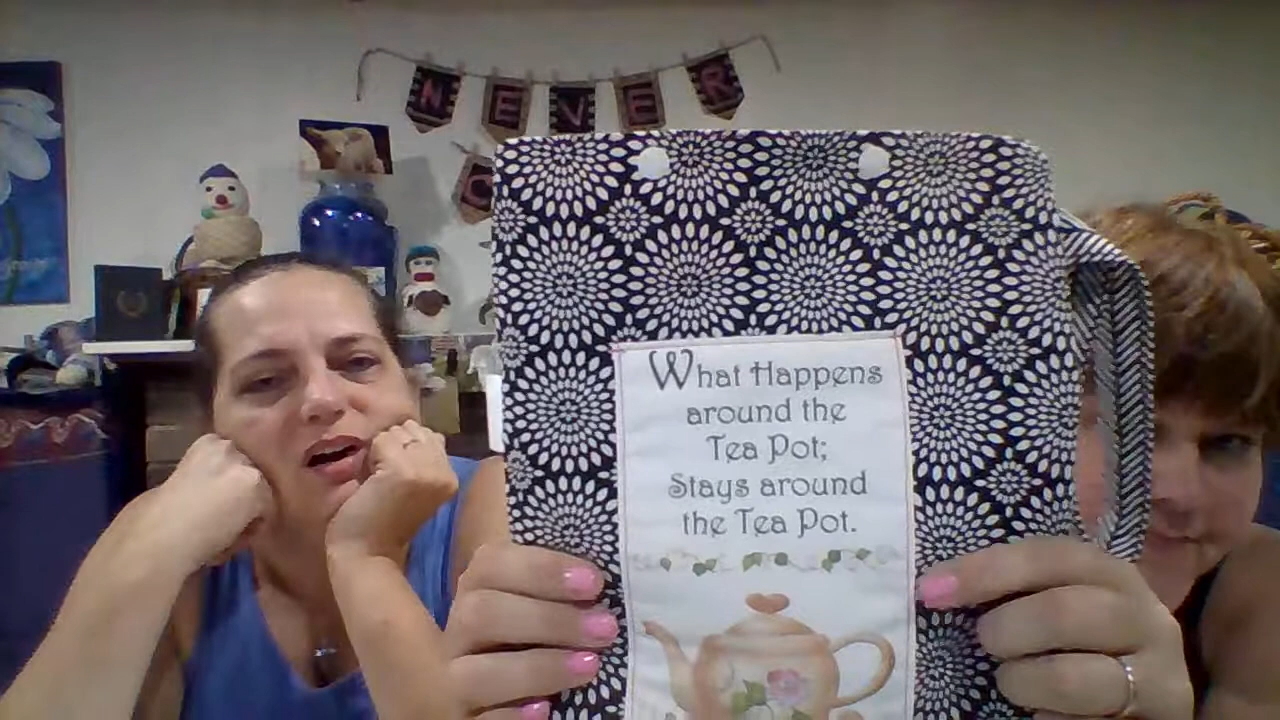 NEVER
C
What Happens
around the
Tea Pot;
Stays around
the Tea Pot.